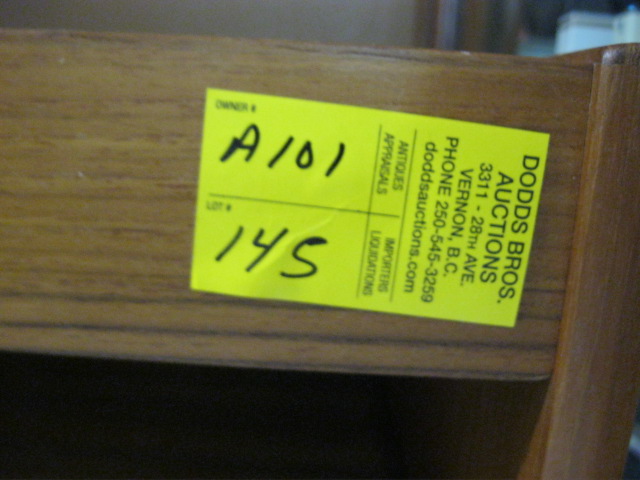 OWNER #
A101
LOT #
145
DODDS BROS.
AUCTIONS
3311 - 28TH AVE.
VERNON, B.C.
PHONE 250-545-3259
doddsauctions.com
ANTIQUES
APPRAISALS
IMPORTERS
LIQUIDATIONS